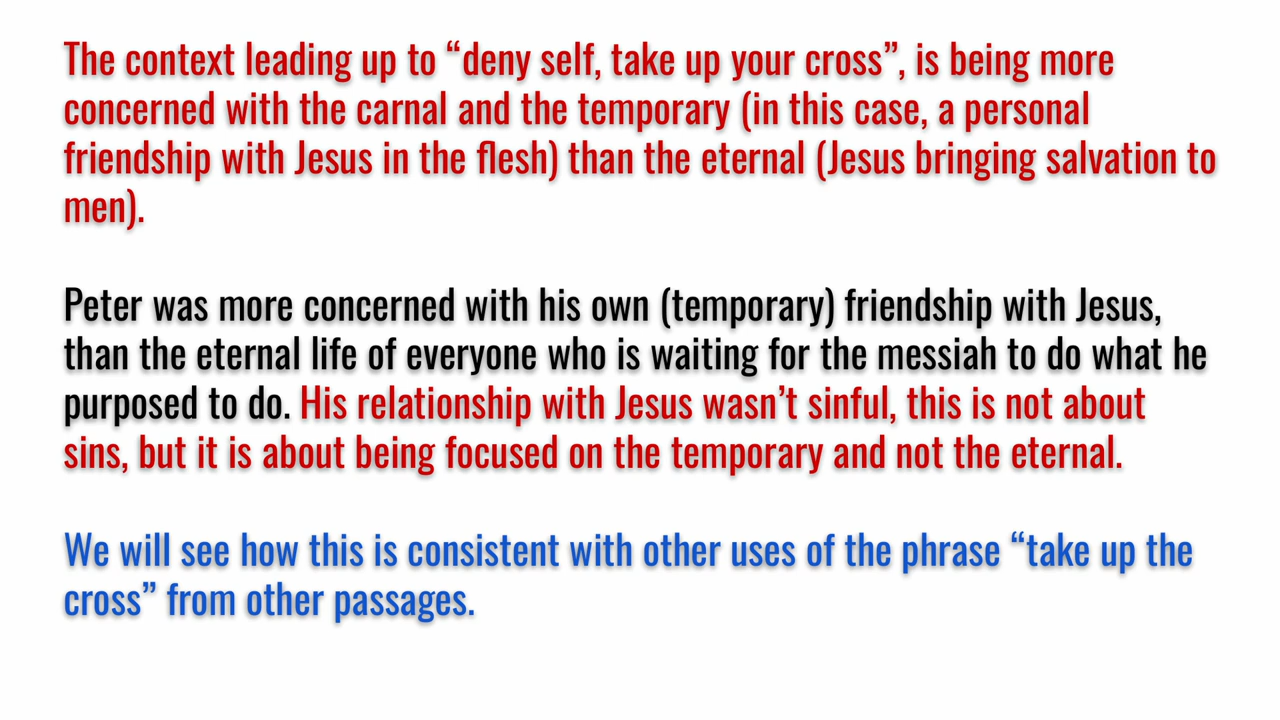 The context leading up to “deny self, take up your cross”, is being more
concerned with the carnal and the temporary (in this case, a personal
friendship with Jesus in the flesh) than the eternal (Jesus bringing salvation to
men).
Peter was more concerned with his own (temporary) friendship with Jesus,
than the eternal life of everyone who is waiting for the messiah to do what he
purposed to do. His relationship with Jesus wasn’t sinful, this is not about
sins, but it is about being focused on the temporary and not the eternal.
We will see how this is consistent with other uses of the phrase “take up the
cross” from other passages.